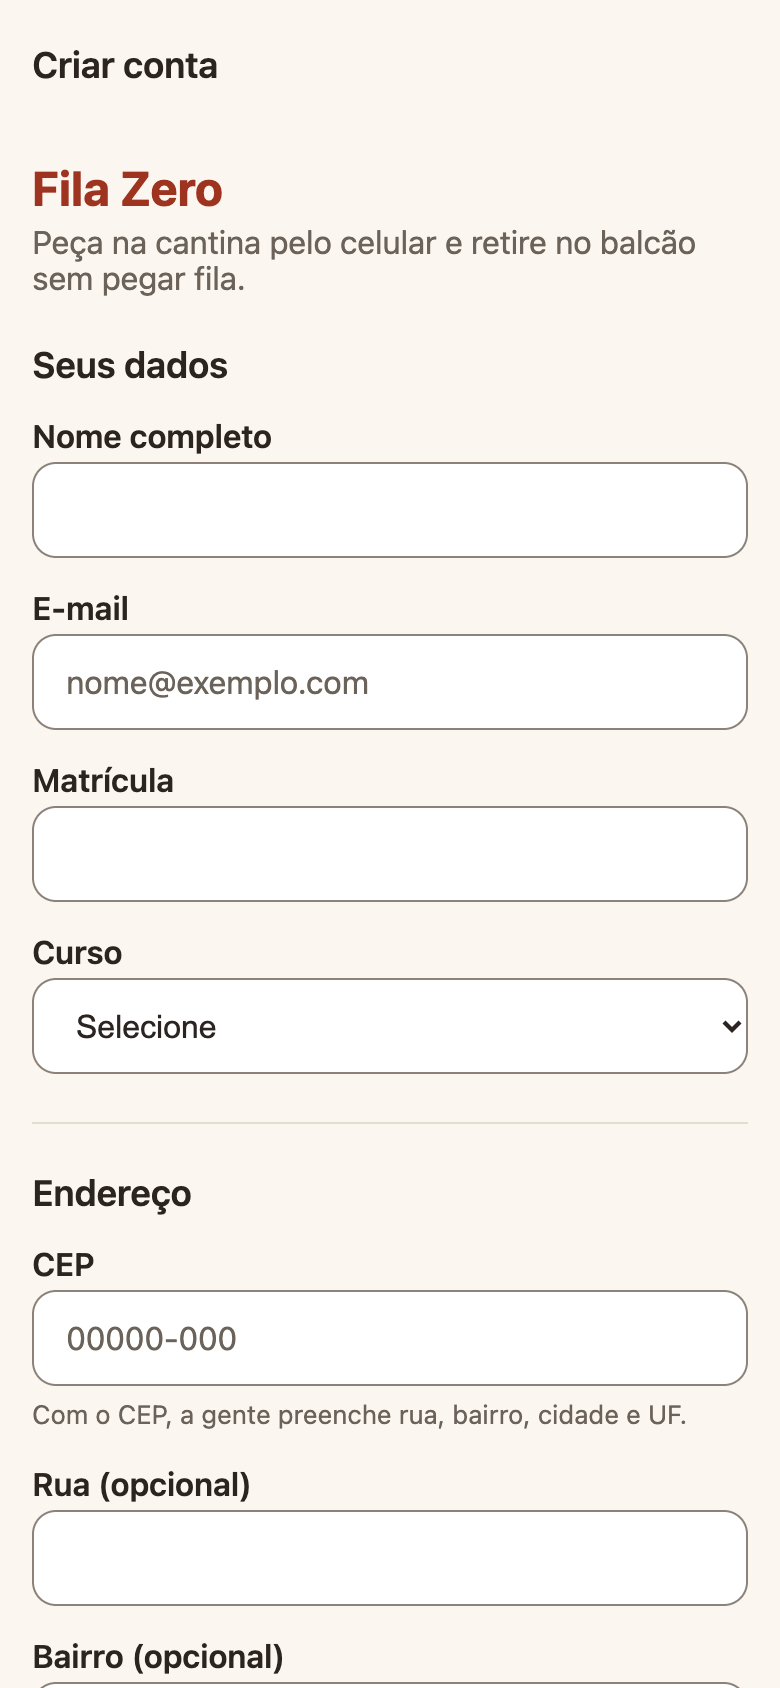 Criar conta
Fila Zero
Peça na cantina pelo celular e retire no balcão
sem pegar fila.
Seus dados
Nome completo
E-mail
nome@exemplo.com
Matrícula
Curso
Selecione
Endereço
CEP
00000-000
Com o CEP, a gente preenche rua, bairro, cidade e UF.
Rua (opcional)
Bairro (opcional)